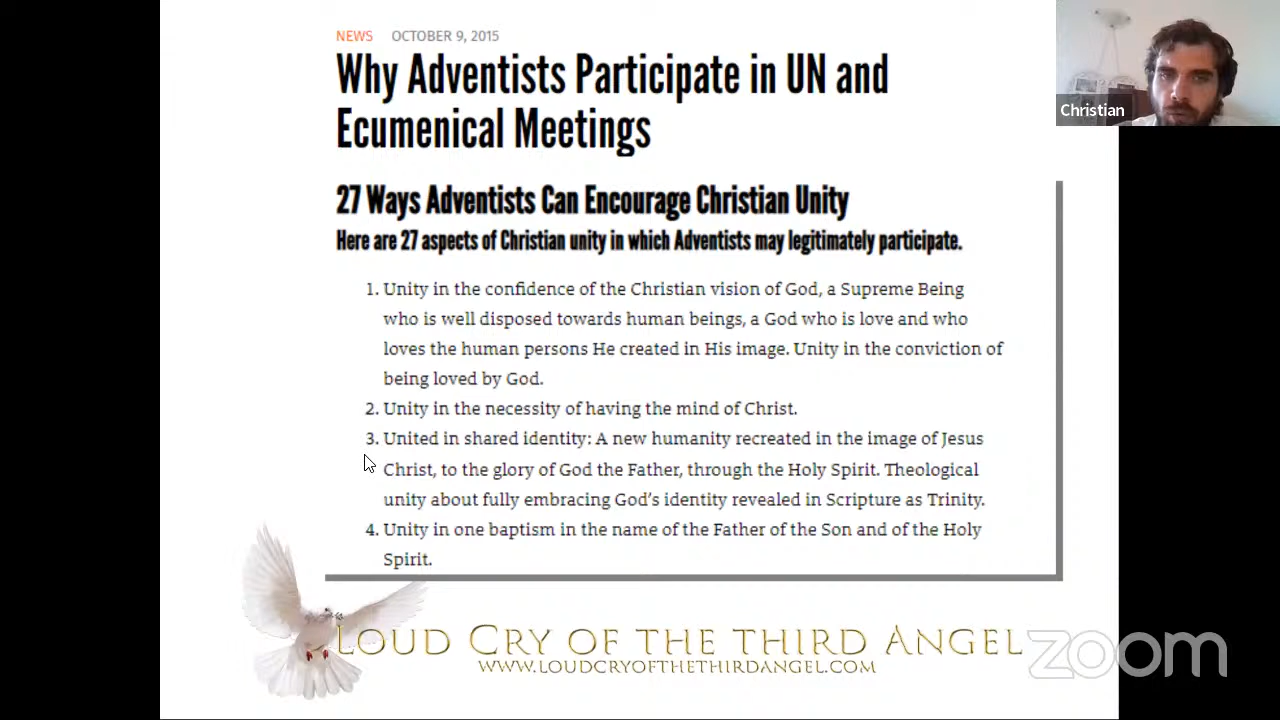 NEWS OCTOBER 9, 2015
Why Adventists Participate in UN and
Ecumenical Meetings
27 Ways Adventists Can Encourage Christian Unity
Here are 27 aspects of Christian unity in which Adventists may legitimately participate.
1. Unity in the confidence of the Christian vision of God, a Supreme Being
who is well disposed towards human beings, a God who is love and who
loves the human persons He created in His image. Unity in the conviction of
being loved by God.
2. Unity in the necessity of having the mind of Christ.
3. United in shared identity: A new humanity recreated in the image of Jesus
Christ, to the glory of God the Father, through the Holy Spirit. Theological
unity about fully embracing God's identity revealed in Scripture as Trinity.
4. Unity in one baptism in the name of the Father of the Son and of the Holy
Spirit.
Christian
LOUD CRY OF THE THIRD ANGEL
WWW.LOUDCRYOFTHETHIRDANGEL.COM
zoom